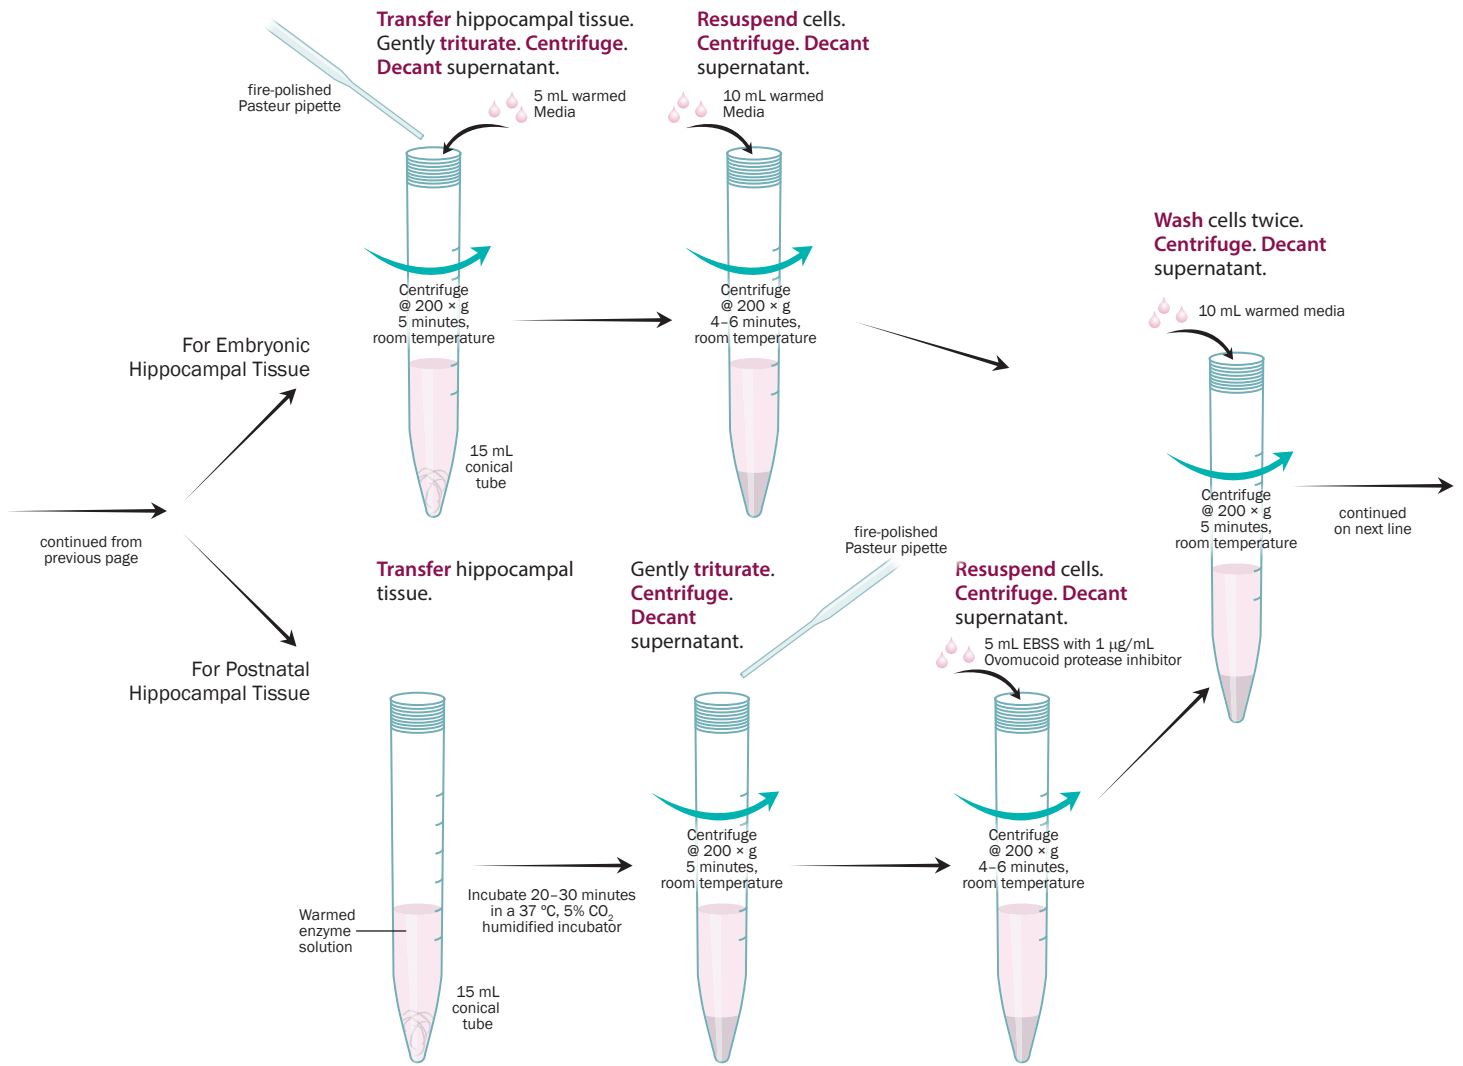 Transfer hippocampal tissue.
Gently triturate. Centrifuge.
Decant supernatant.
fire-polished
Pasteur pipette
5 mL warmed
Media
Centrifuge
@ 200 × g
5 minutes,
room temperature
15 mL
conical
tube
Resuspend cells.
Centrifuge. Decant
supernatant.
10 mL warmed
Media
Centrifuge
@ 200 × g
4–6 minutes,
room temperature
For Embryonic
Hippocampal Tissue
continued from
previous page
For Postnatal
Hippocampal Tissue
Transfer hippocampal
tissue.
Warmed
enzyme
solution
15 mL
conical
tube
Incubate 20–30 minutes
in a 37 ºC, 5% CO₂
humidified incubator
Gently triturate.
Centrifuge.
Decant
supernatant.
fire-polished
Pasteur pipette
Centrifuge
@ 200 × g
5 minutes,
room temperature
Resuspend cells.
Centrifuge. Decant
supernatant.
5 mL EBSS with 1 µg/mL
Ovomucoid protease inhibitor
Centrifuge
@ 200 × g
4–6 minutes,
room temperature
Wash cells twice.
Centrifuge. Decant
supernatant.
10 mL warmed media
Centrifuge
@ 200 × g
5 minutes,
room temperature
continued
on next line